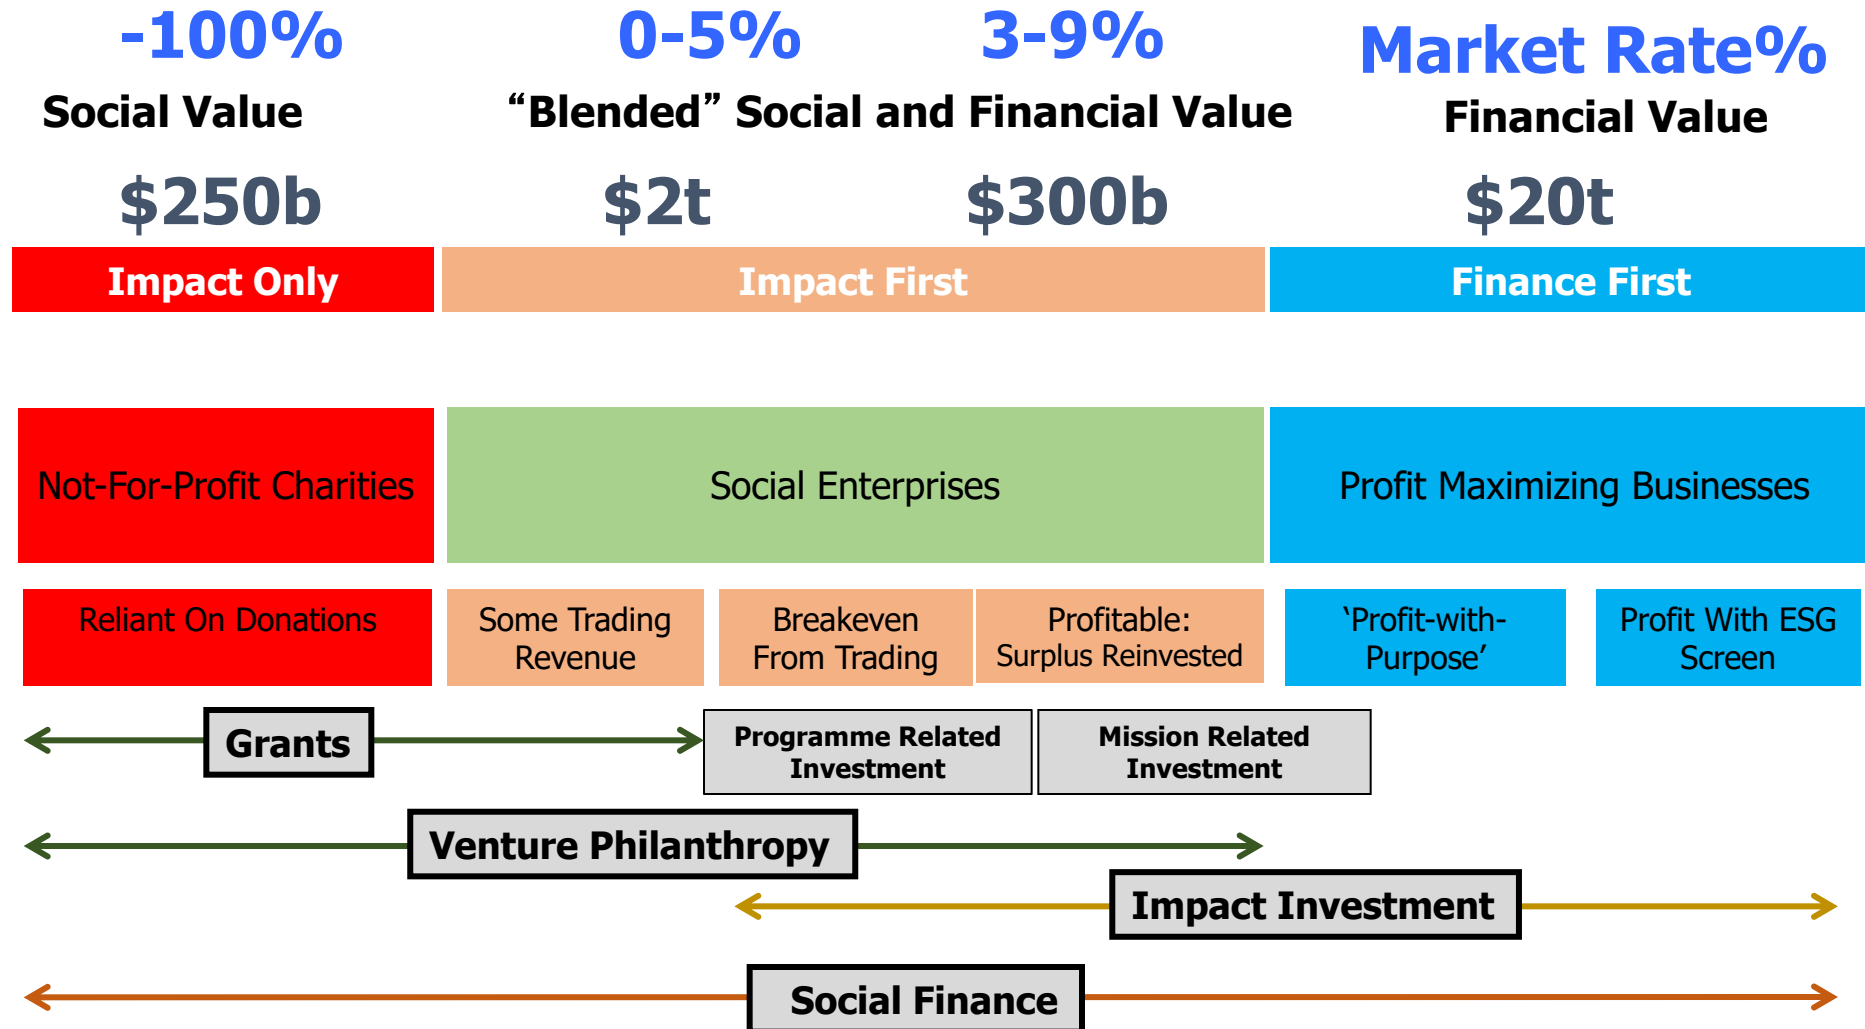 -100%
0-5%
3-9%
Market Rate%
Social Value
“Blended” Social and Financial Value
Financial Value
$250b
$2t
$300b
$20t
Impact Only
Impact First
Finance First
Not-For-Profit Charities
Social Enterprises
Profit Maximizing Businesses
Reliant On Donations
Some Trading
Revenue
Breakeven
From Trading
Profitable:
Surplus Reinvested
‘Profit-with-
Purpose’
Profit With ESG
Screen
Grants
Programme Related
Investment
Mission Related
Investment
Venture Philanthropy
Impact Investment
Social Finance